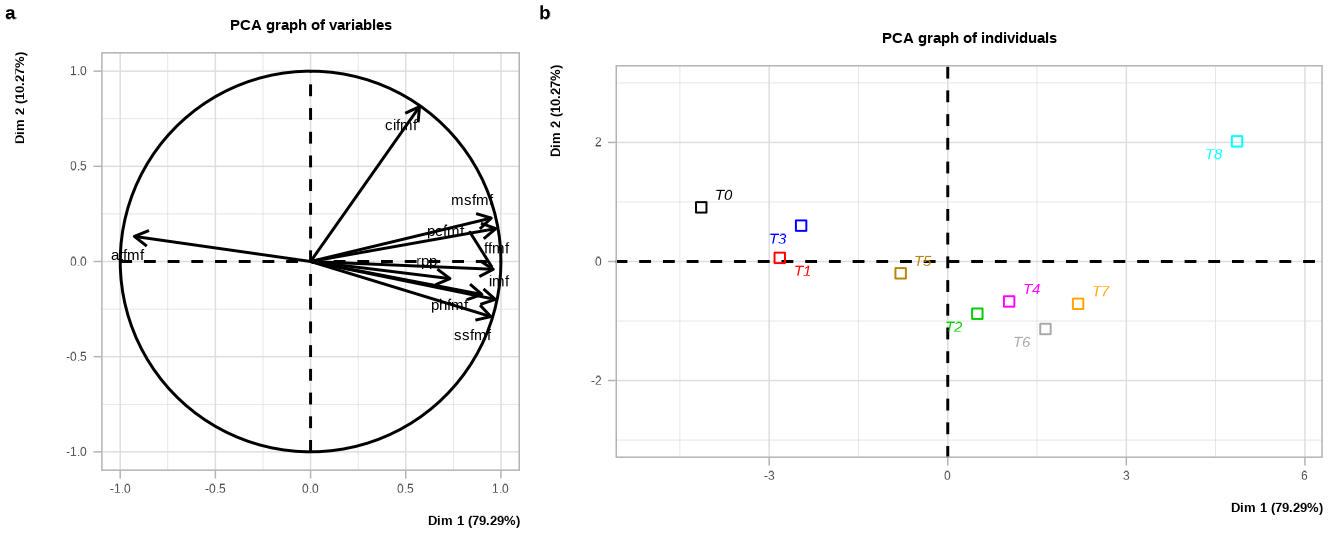 a
PCA graph of variables
Dim 2 (10.27%)
1.0
0.5
0.0
-0.5
-1.0
cifmf
msfmf
pcfmf
ffmf
atfmf
rpp
imf
phfmf
ssfmf
-1.0 -0.5 0.0 0.5 1.0
Dim 1 (79.29%)
b
PCA graph of individuals
Dim 2 (10.27%)
2
0
-2
T8
T0
T3
T1
T5
T4
T7
T2
T6
-3 0 3 6
Dim 1 (79.29%)